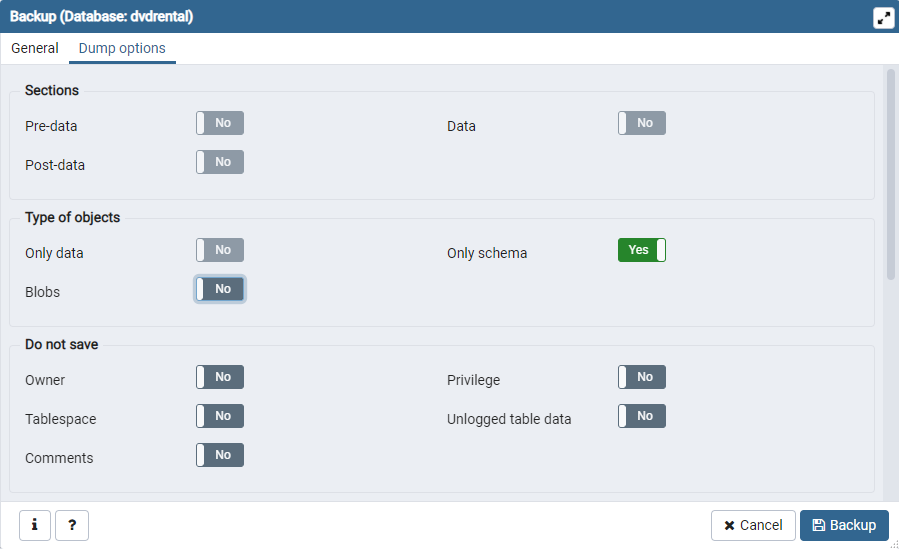 Backup (Database: dvdrental)
General Dump options
Sections
Pre-data No Data No
Post-data No
Type of objects
Only data No Only schema Yes
Blobs No
Do not save
Owner No Privilege No
Tablespace No Unlogged table data No
Comments No
i ? Cancel Backup